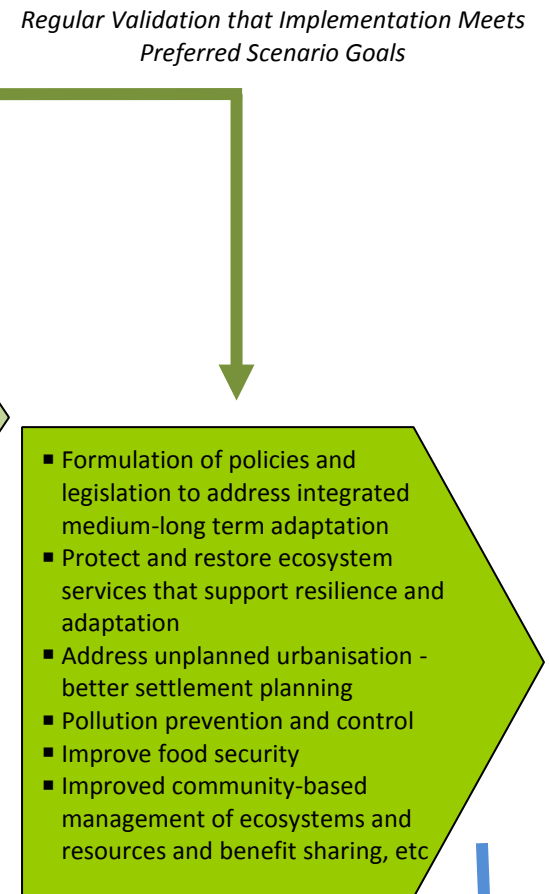 Regular Validation that Implementation Meets
Preferred Scenario Goals
▪ Formulation of policies and
legislation to address integrated
medium-long term adaptation
▪ Protect and restore ecosystem
services that support resilience and
adaptation
▪ Address unplanned urbanisation -
better settlement planning
▪ Pollution prevention and control
▪ Improve food security
▪ Improved community-based
management of ecosystems and
resources and benefit sharing, etc